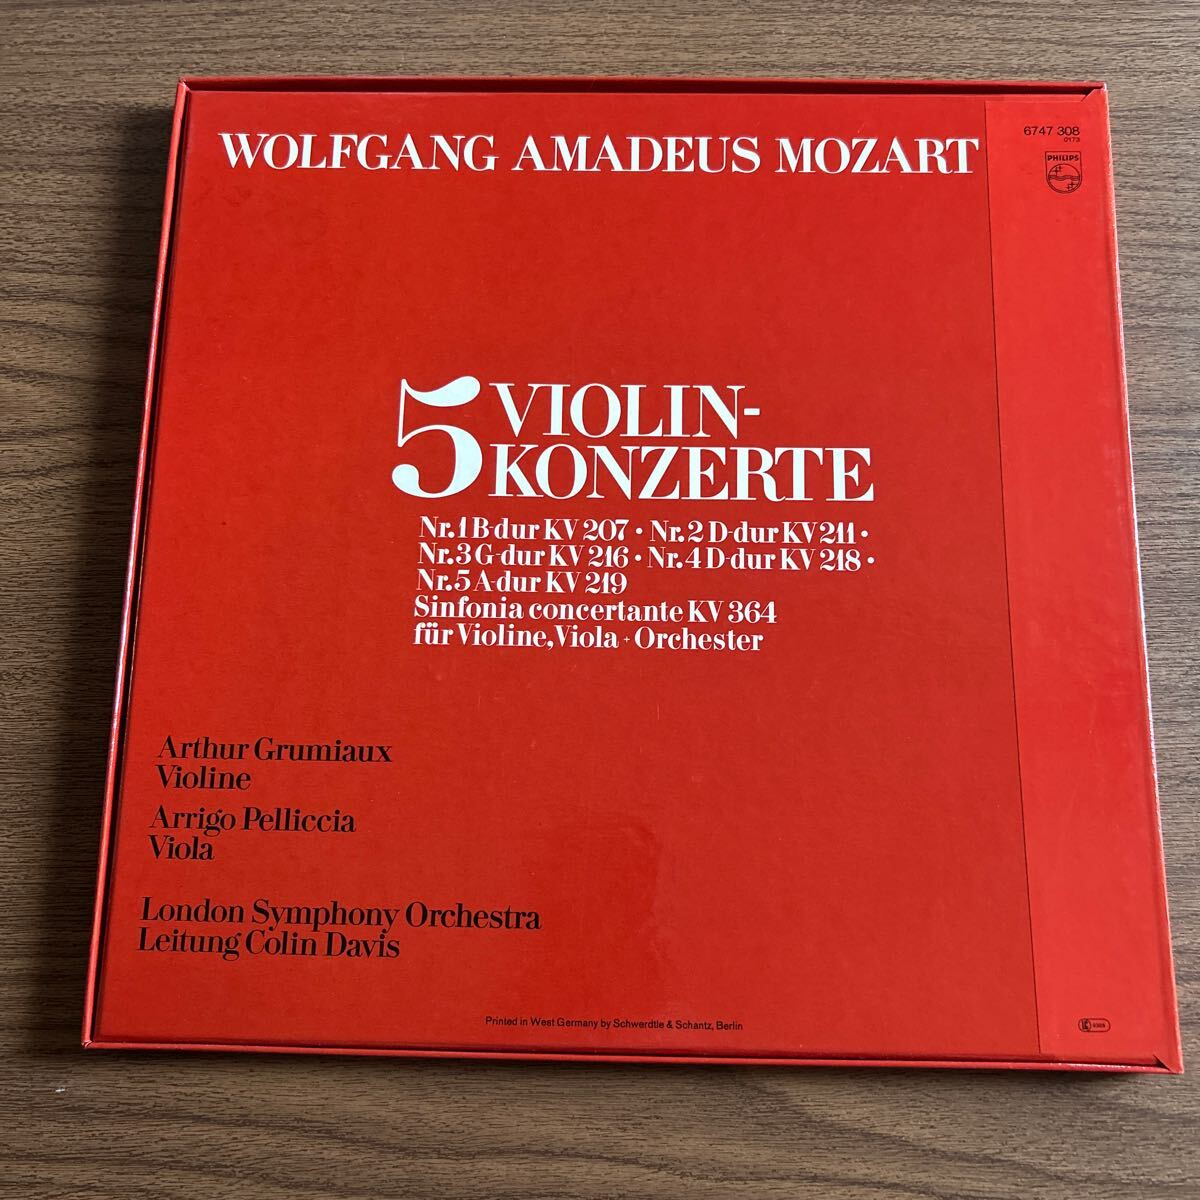 WOLFGANG AMADEUS MOZART
6747 308
0173
PHILIPS
5 VIOLIN-
KONZERTE
Nr.1 B-dur KV 207 • Nr.2 D-dur KV 211 •
Nr.3 G-dur KV 216 • Nr.4 D-dur KV 218 •
Nr.5 A-dur KV 219
Sinfonia concertante KV 364
für Violine, Viola + Orchester
Arthur Grumiaux
Violine
Arrigo Pelliccia
Viola
London Symphony Orchestra
Leitung Colin Davis
Printed in West Germany by Schwerdtle & Schantz, Berlin